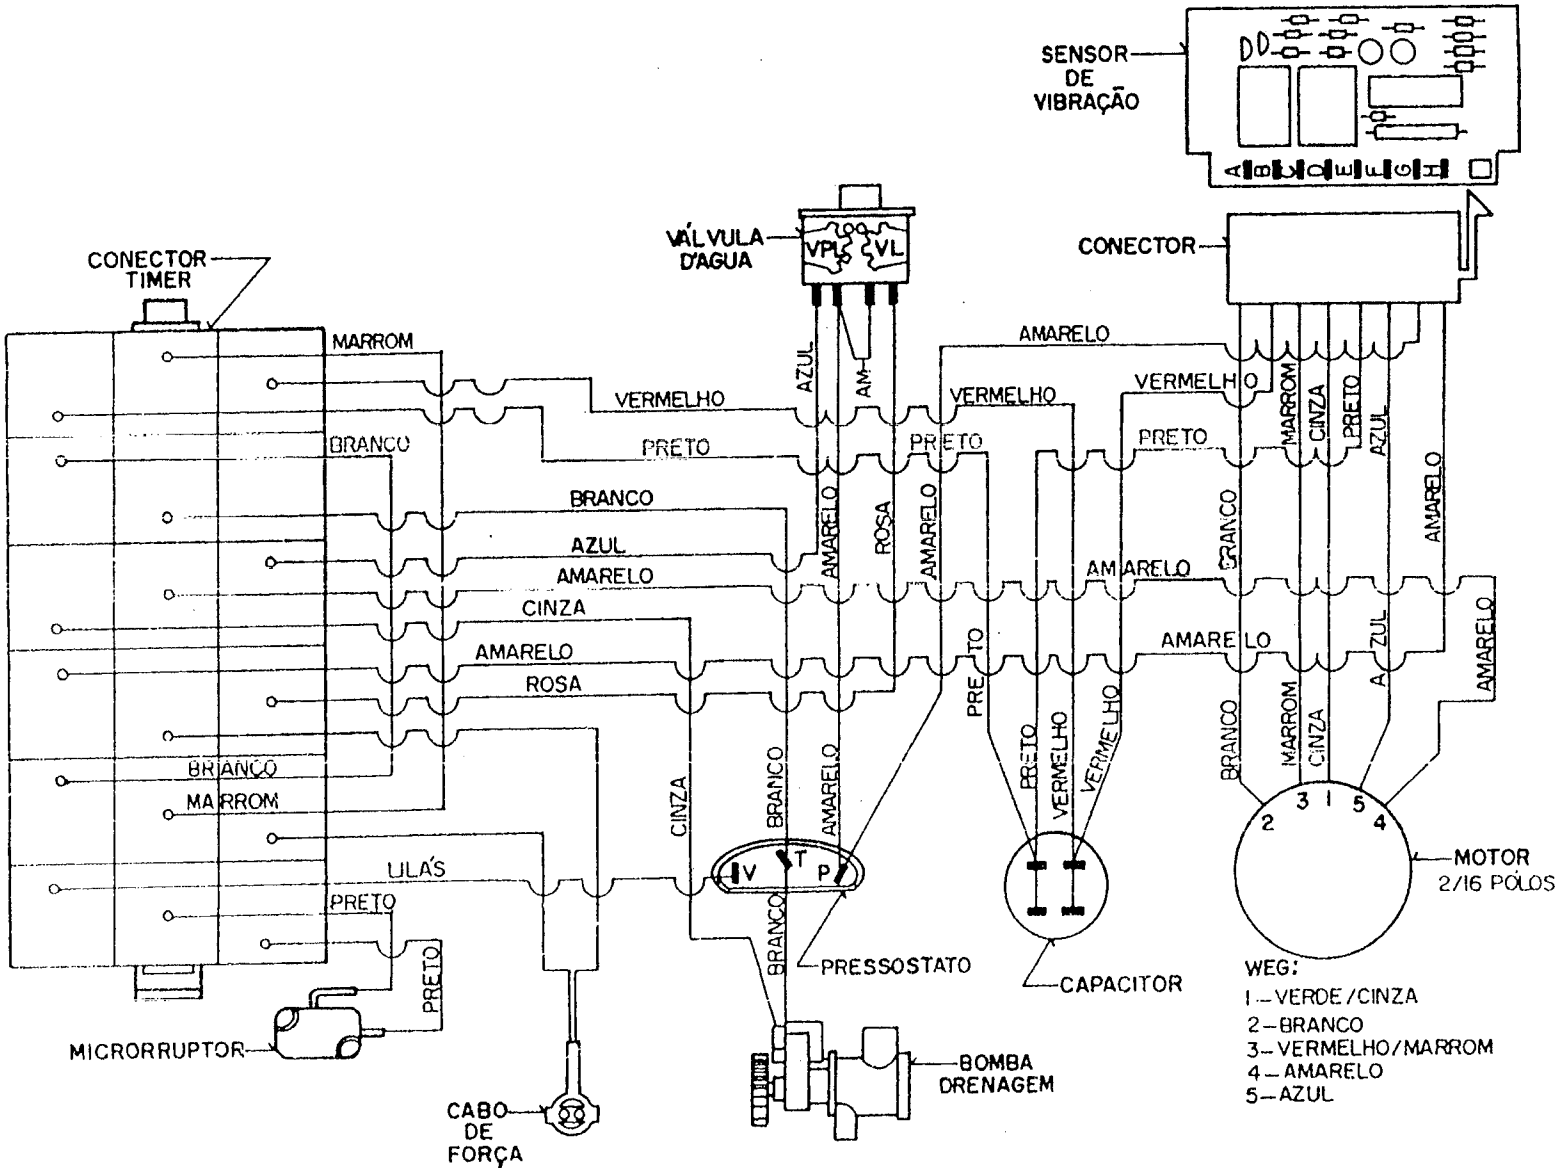 SENSOR
DE
VIBRAÇÃO
A B C D E F G H
VÁLVULA
D'AGUA
VPL
VL
CONECTOR
CONECTOR
TIMER
MARROM
AMARELO
AZUL
AM
VERMELHO
VERMELHO
VERMELHO
MARROM
CINZA
PRETO
AZUL
BRANCO
PRETO
PRETO
PRETO
BRANCO
AMARELO
ROSA
AMARELO
BRANCO
AMARELO
AZUL
AMARELO
AMARELO
CINZA
AMARELO
AMARELO
ROSA
PRETO
AZUL
AMARELO
BRANCO
MARROM
CINZA
BRANCO
MARROM
CINZA
BRANCO
AMARELO
PRETO
VERMELHO
VERMELHO
2
3
1
5
4
LILÁS
V
T
P
MOTOR
2/16 PÓLOS
PRETO
PRETO
BRANCO
PRESSOSTATO
CAPACITOR
WEG:
1-VERDE/CINZA
2-BRANCO
3-VERMELHO/MARROM
4-AMARELO
5-AZUL
MICRORRUPTOR
BOMBA
DRENAGEM
CABO
DE
FORÇA